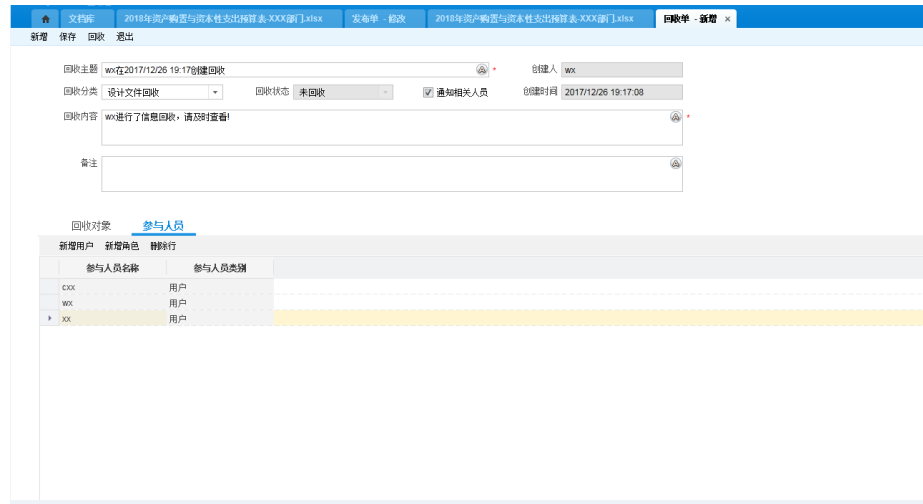 文档库 2018年资产购置与资本性支出预算表-XXX部门.xlsx 发布单 - 修改 2018年资产购置与资本性支出预算表-XXX部门.xlsx 回收单 - 新增 ×
新增 保存 回收 退出
回收主题 wx在2017/12/26 19:17创建回收 * 创建人 wx
回收分类 设计文件回收 回收状态 未回收 通知相关人员 创建时间 2017/12/26 19:17:08
回收内容 wx进行了信息回收，请及时查看! *
备注
回收对象 参与人员
新增用户 新增角色 删除行
参与人员名称 参与人员类别
cxx 用户
wx 用户
xx 用户